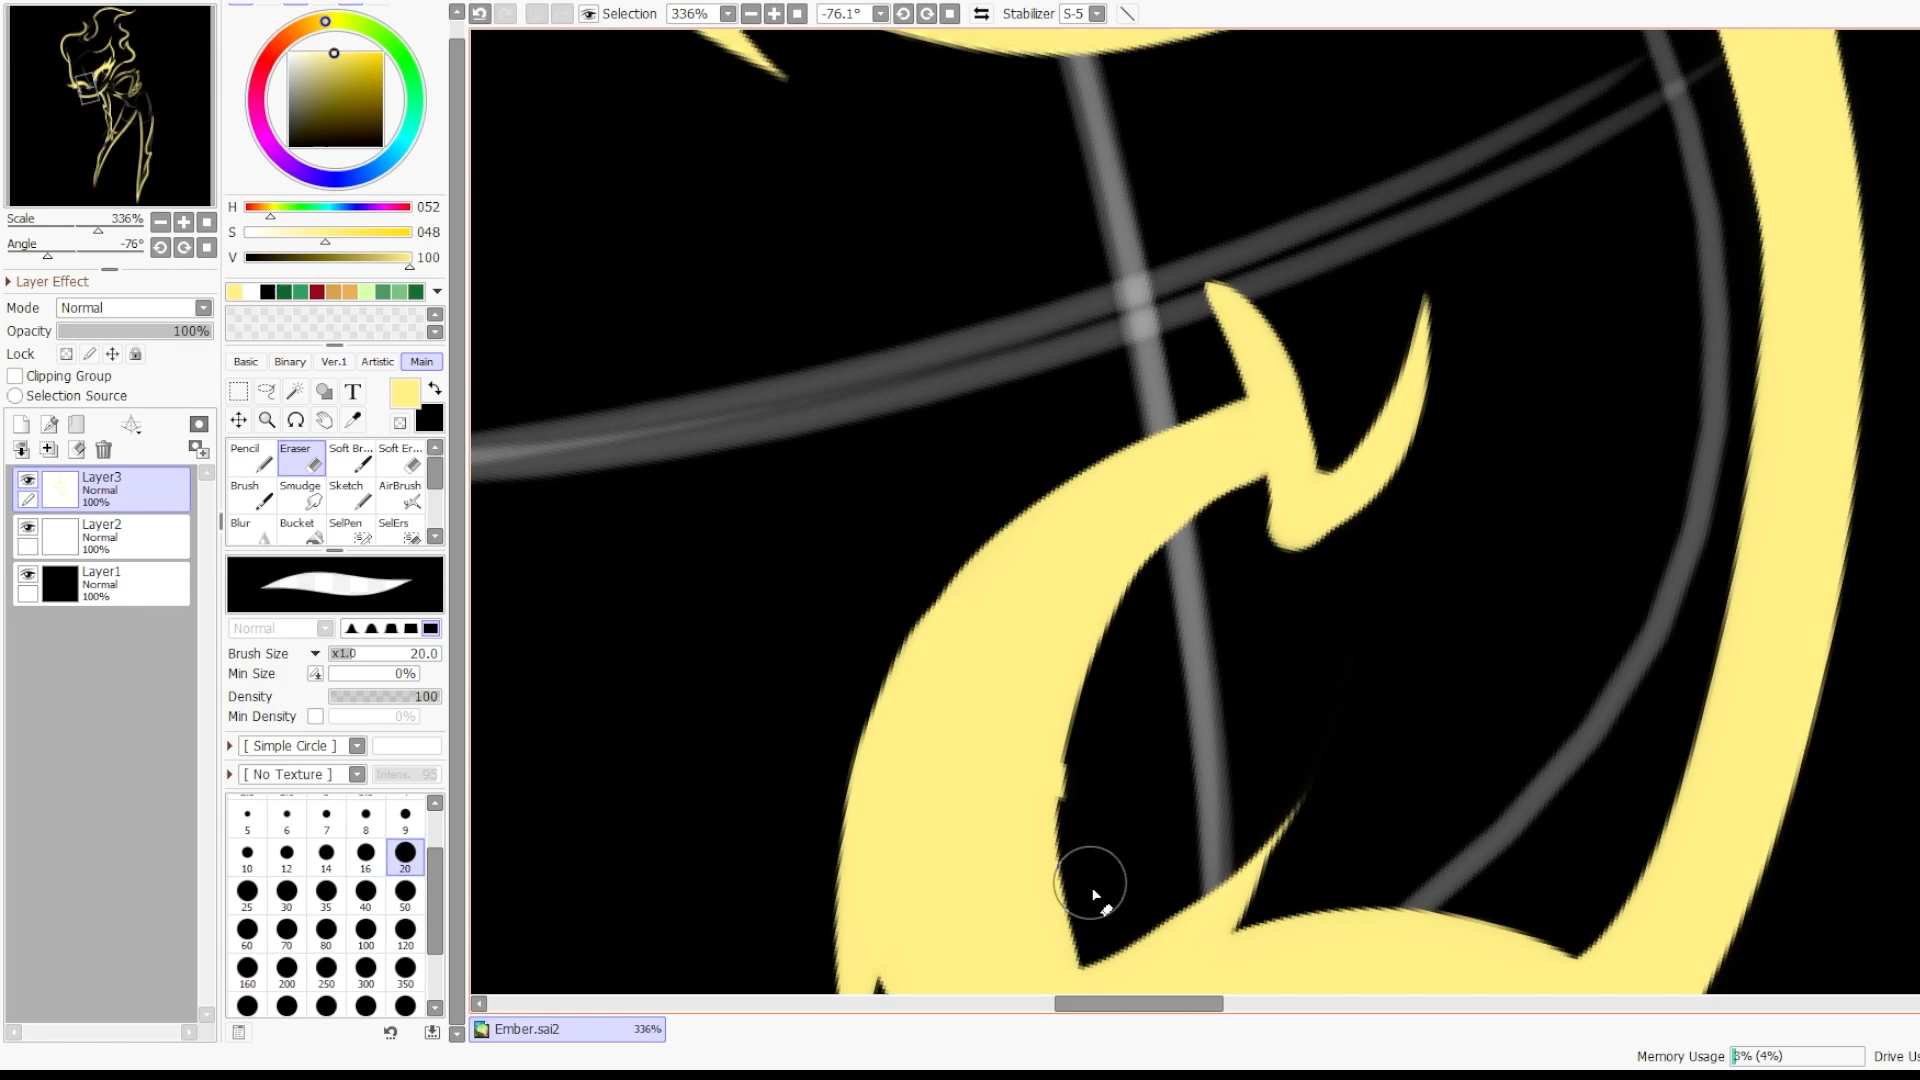 Selection 336% -76.1° Stabilizer S-5
Scale 336%
Angle -76°
Layer Effect
Mode Normal
Opacity 100%
Lock
Clipping Group
Selection Source
Layer3
Normal
100%
Layer2
Normal
100%
Layer1
Normal
100%
H 052
S 048
V 100
Basic Binary Ver.1 Artistic Main
T
Pencil Eraser Soft Br... Soft Er...
Brush Smudge Sketch AirBrush
Blur Bucket SelPen SelErs
Normal
Brush Size x1.0 20.0
Min Size 0%
Density 100
Min Density 0%
[ Simple Circle ]
[ No Texture ] Intens. 95
5 6 7 8 9
10 12 14 16 20
25 30 35 40 50
60 70 80 100 120
160 200 250 300 350
Ember.sai2 336%
Memory Usage 3% (4%) Drive Us